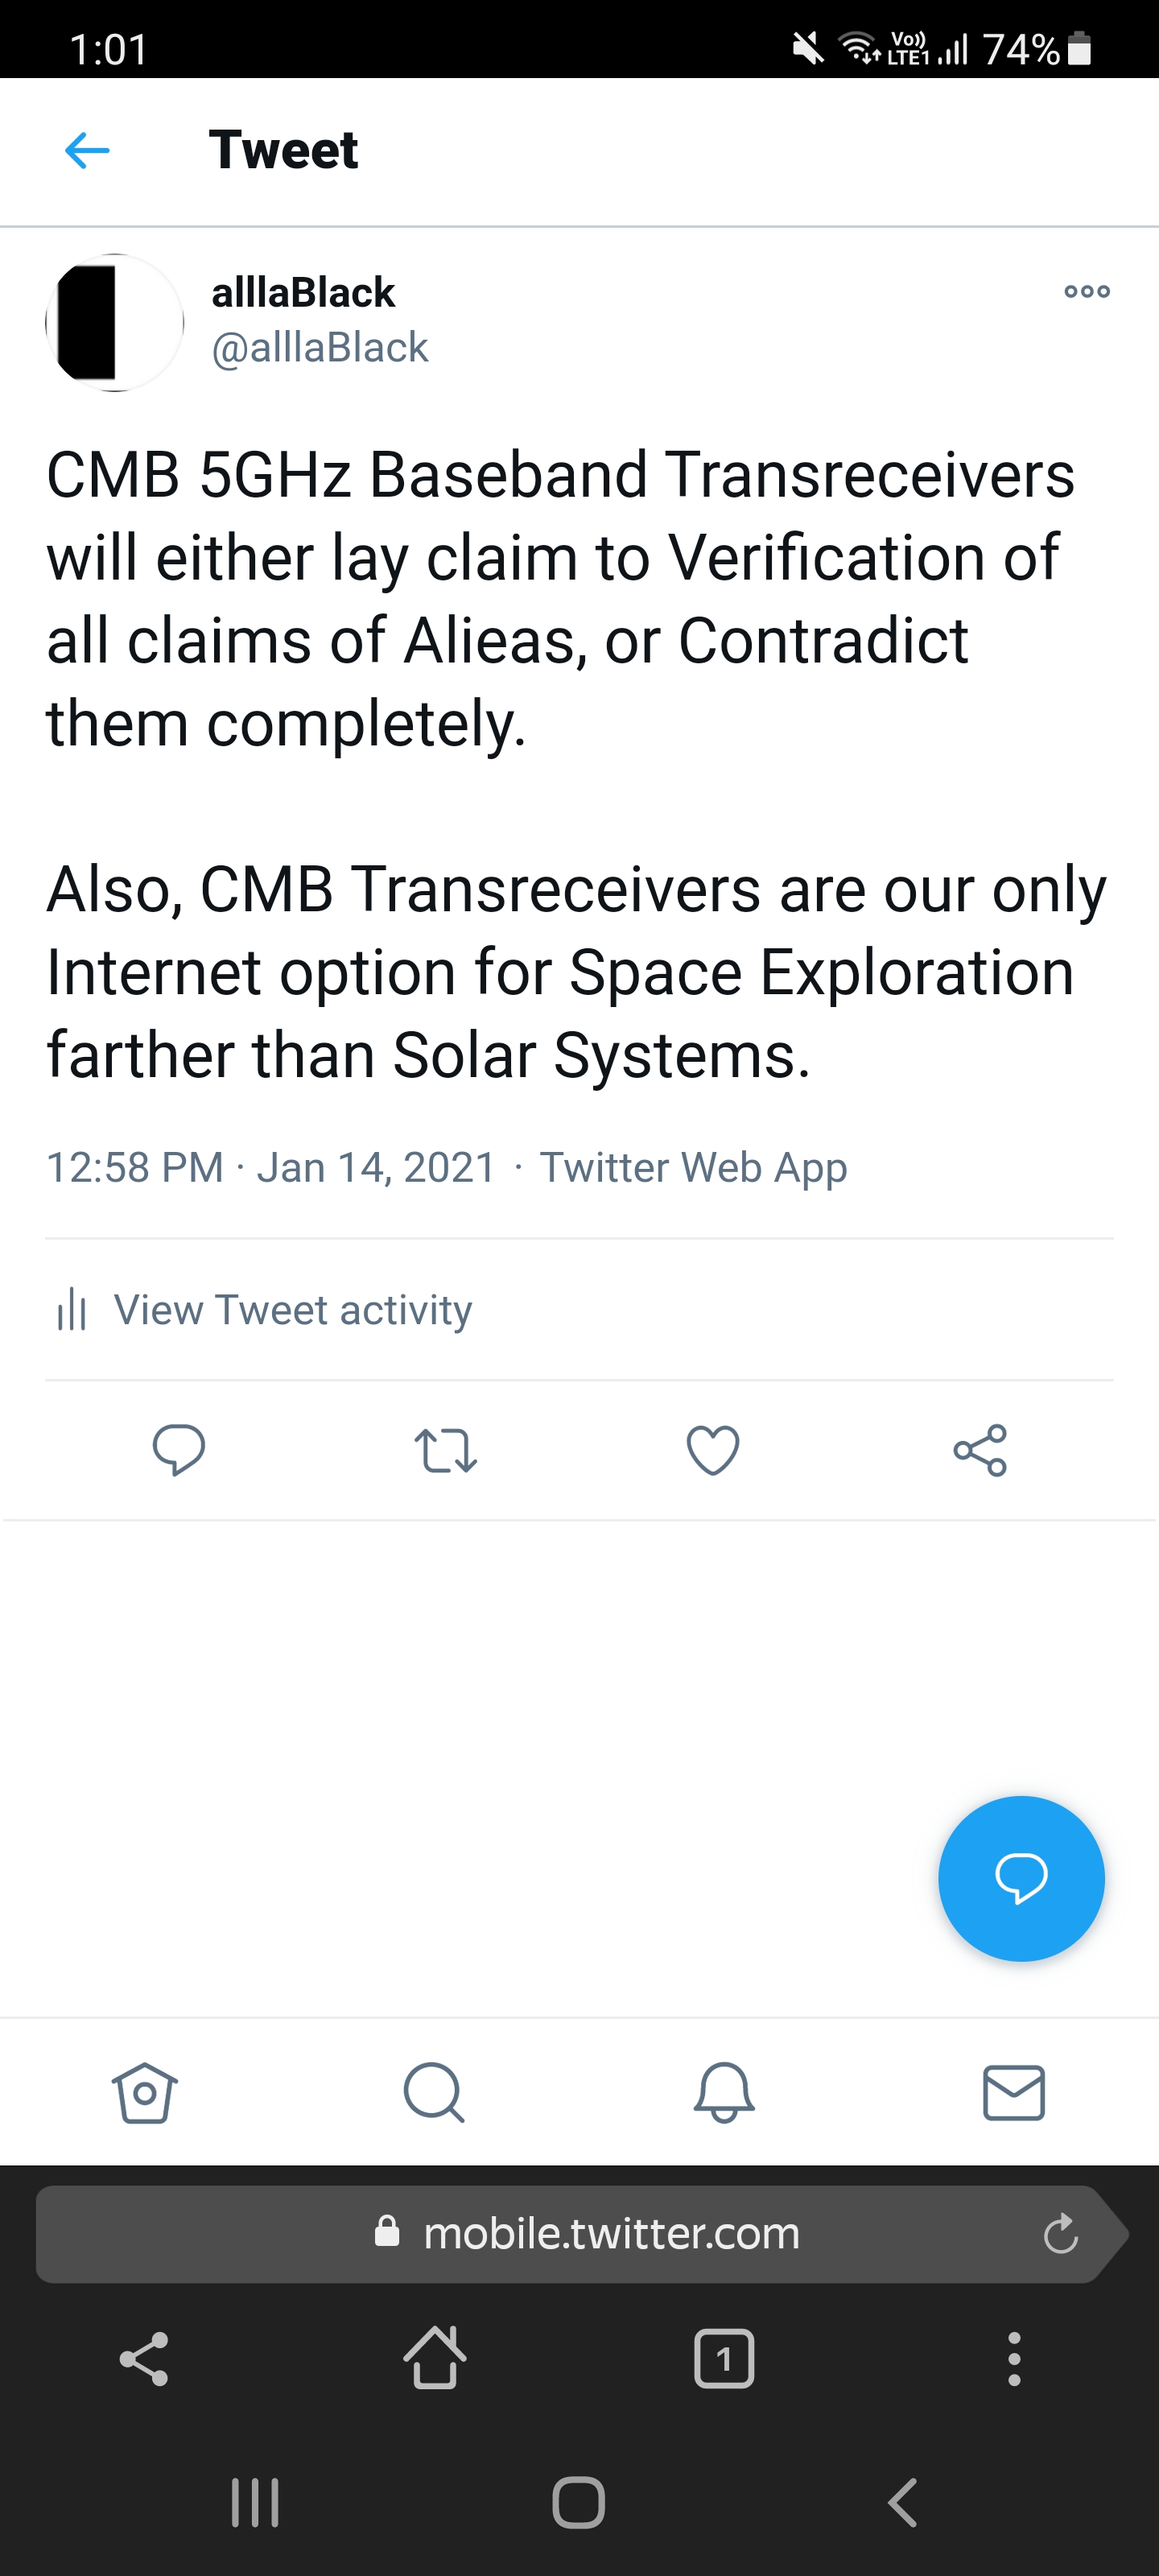 1:01 Vo)) LTE1 74%
Tweet
alllaBlack
@alllaBlack
CMB 5GHz Baseband Transreceivers
will either lay claim to Verification of
all claims of Alieas, or Contradict
them completely.
Also, CMB Transreceivers are our only
Internet option for Space Exploration
farther than Solar Systems.
12:58 PM · Jan 14, 2021 · Twitter Web App
View Tweet activity
mobile.twitter.com
1